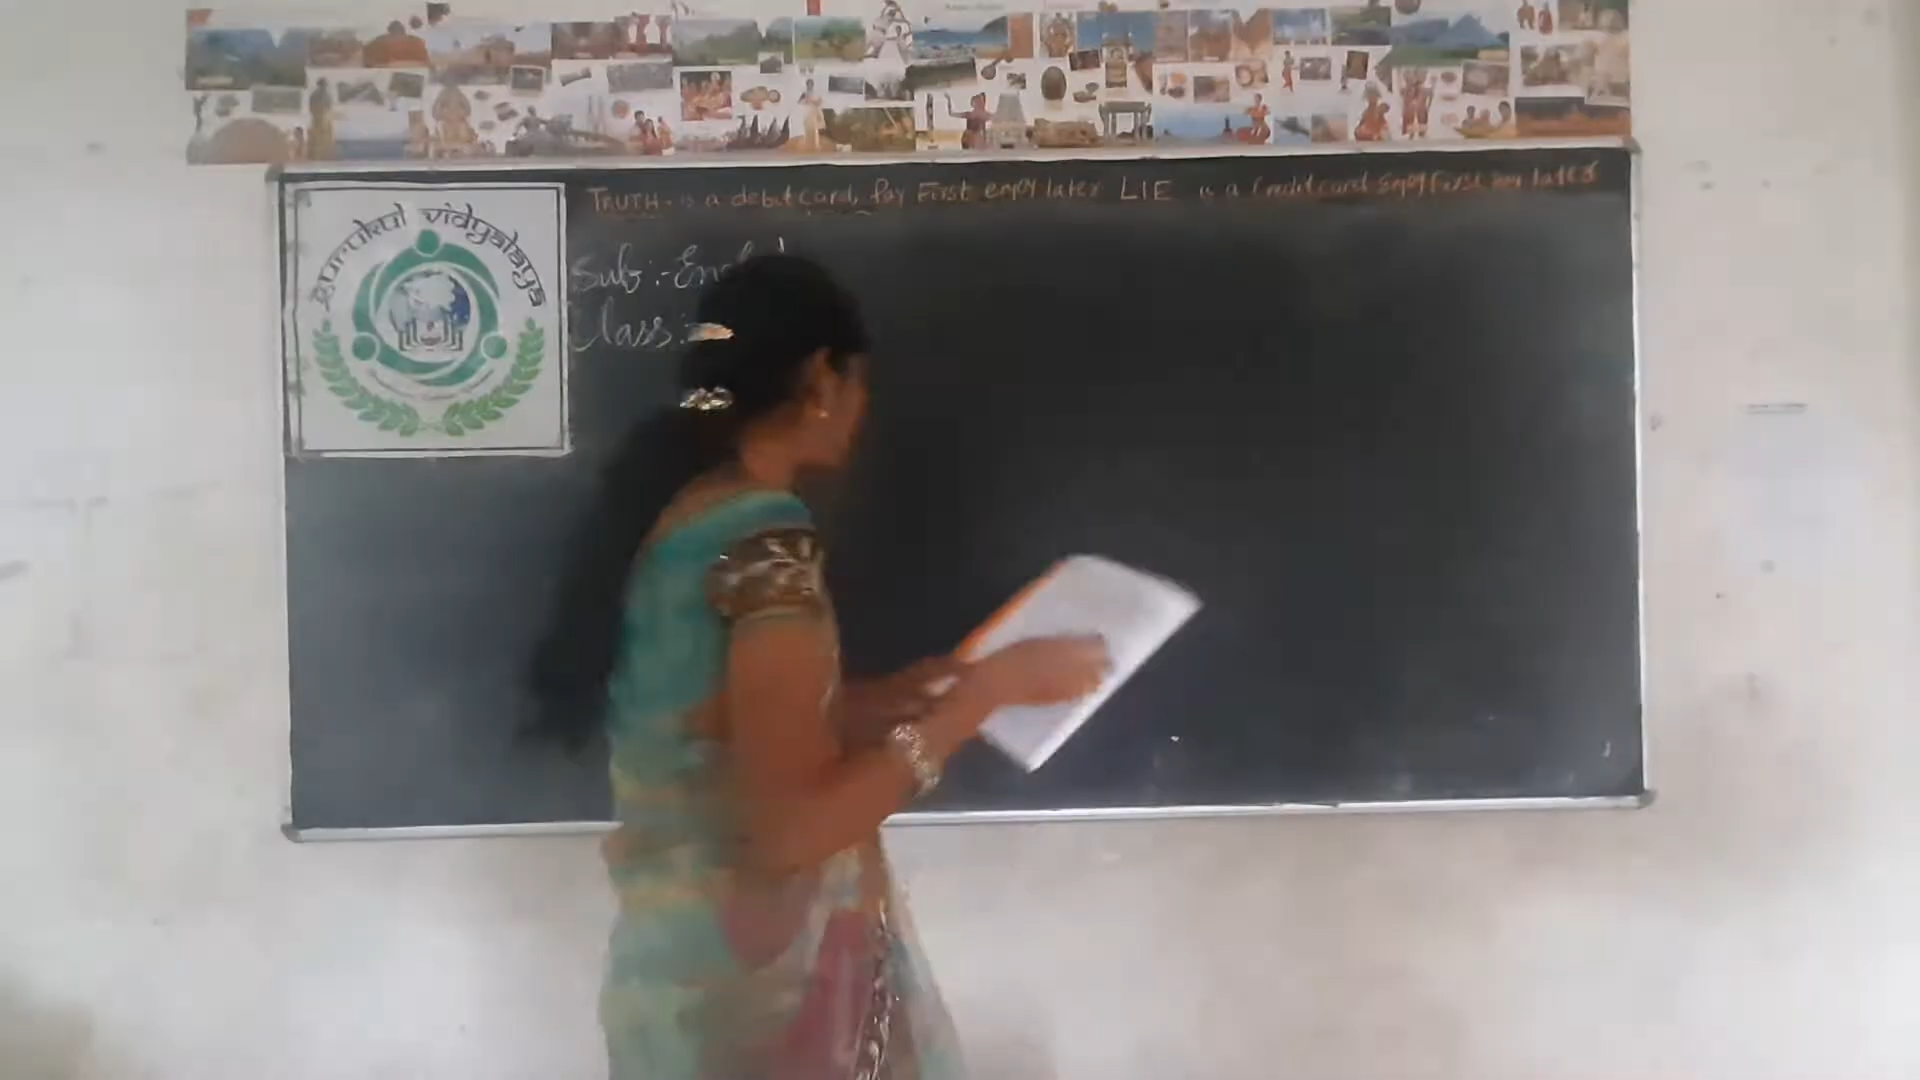 TRUTH - is a debit card, Pay First enjoy later LIE is a Credit card enjoy first pay later
gurukul vidyalaya
Sub :- Engl
Class :-